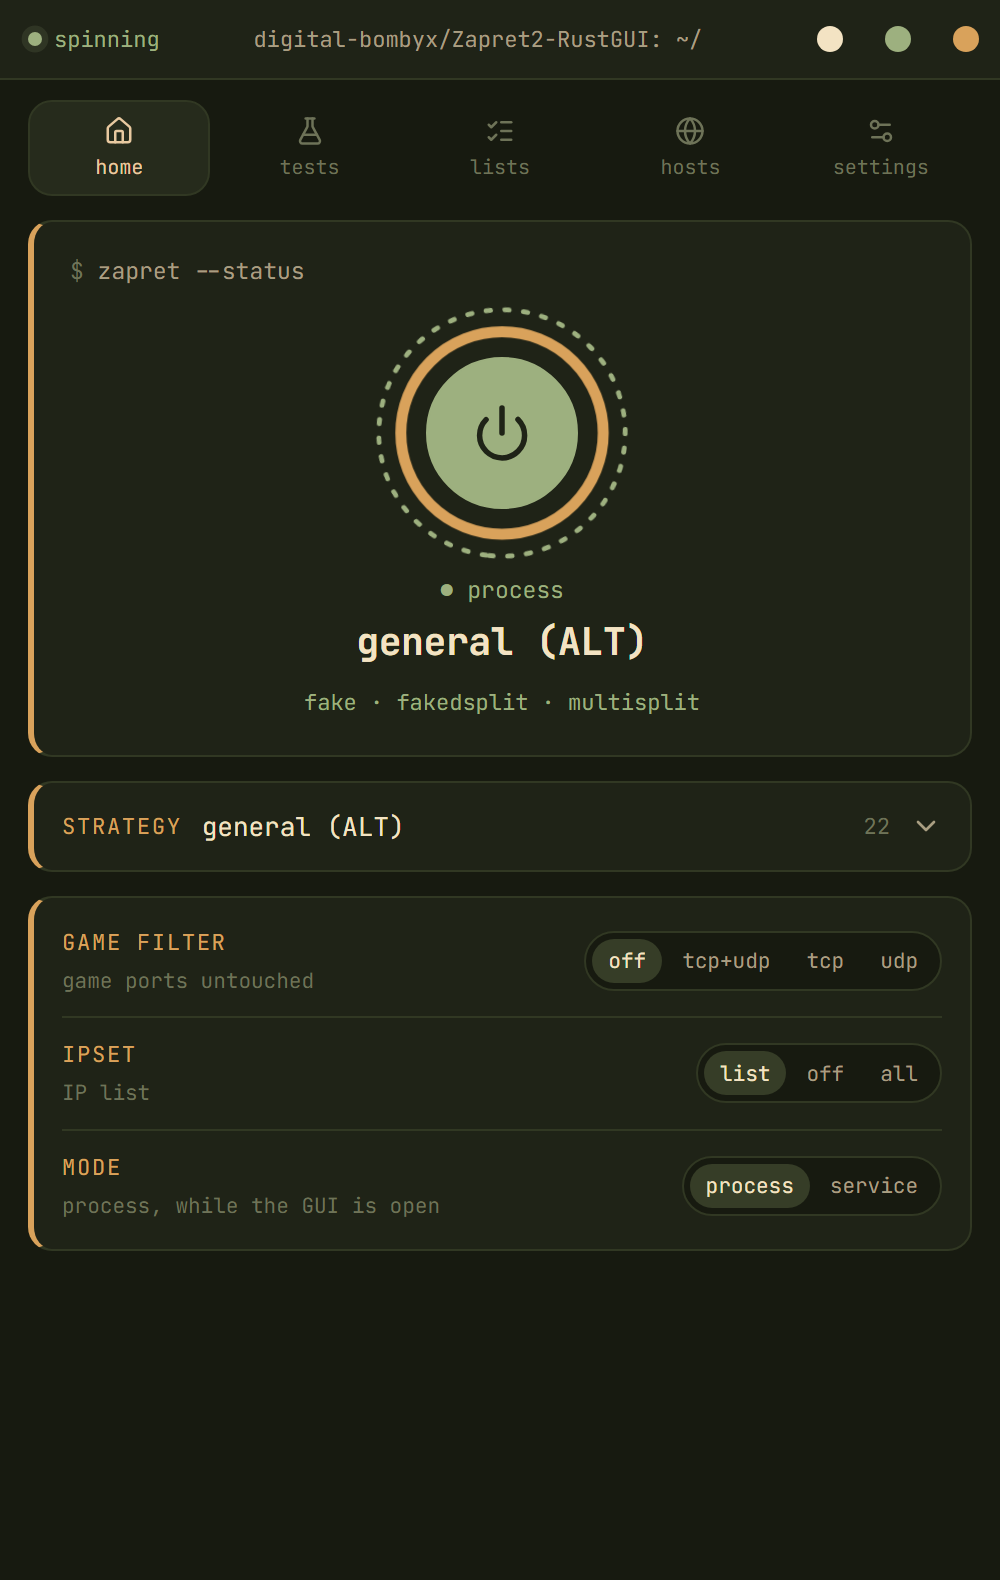 spinning digital-bombyx/Zapret2-RustGUI: ~/
home tests lists hosts settings
$ zapret --status
process
general (ALT)
fake · fakedsplit · multisplit
STRATEGY general (ALT) 22
GAME FILTER
game ports untouched
off tcp+udp tcp udp
IPSET
IP list
list off all
MODE
process, while the GUI is open
process service